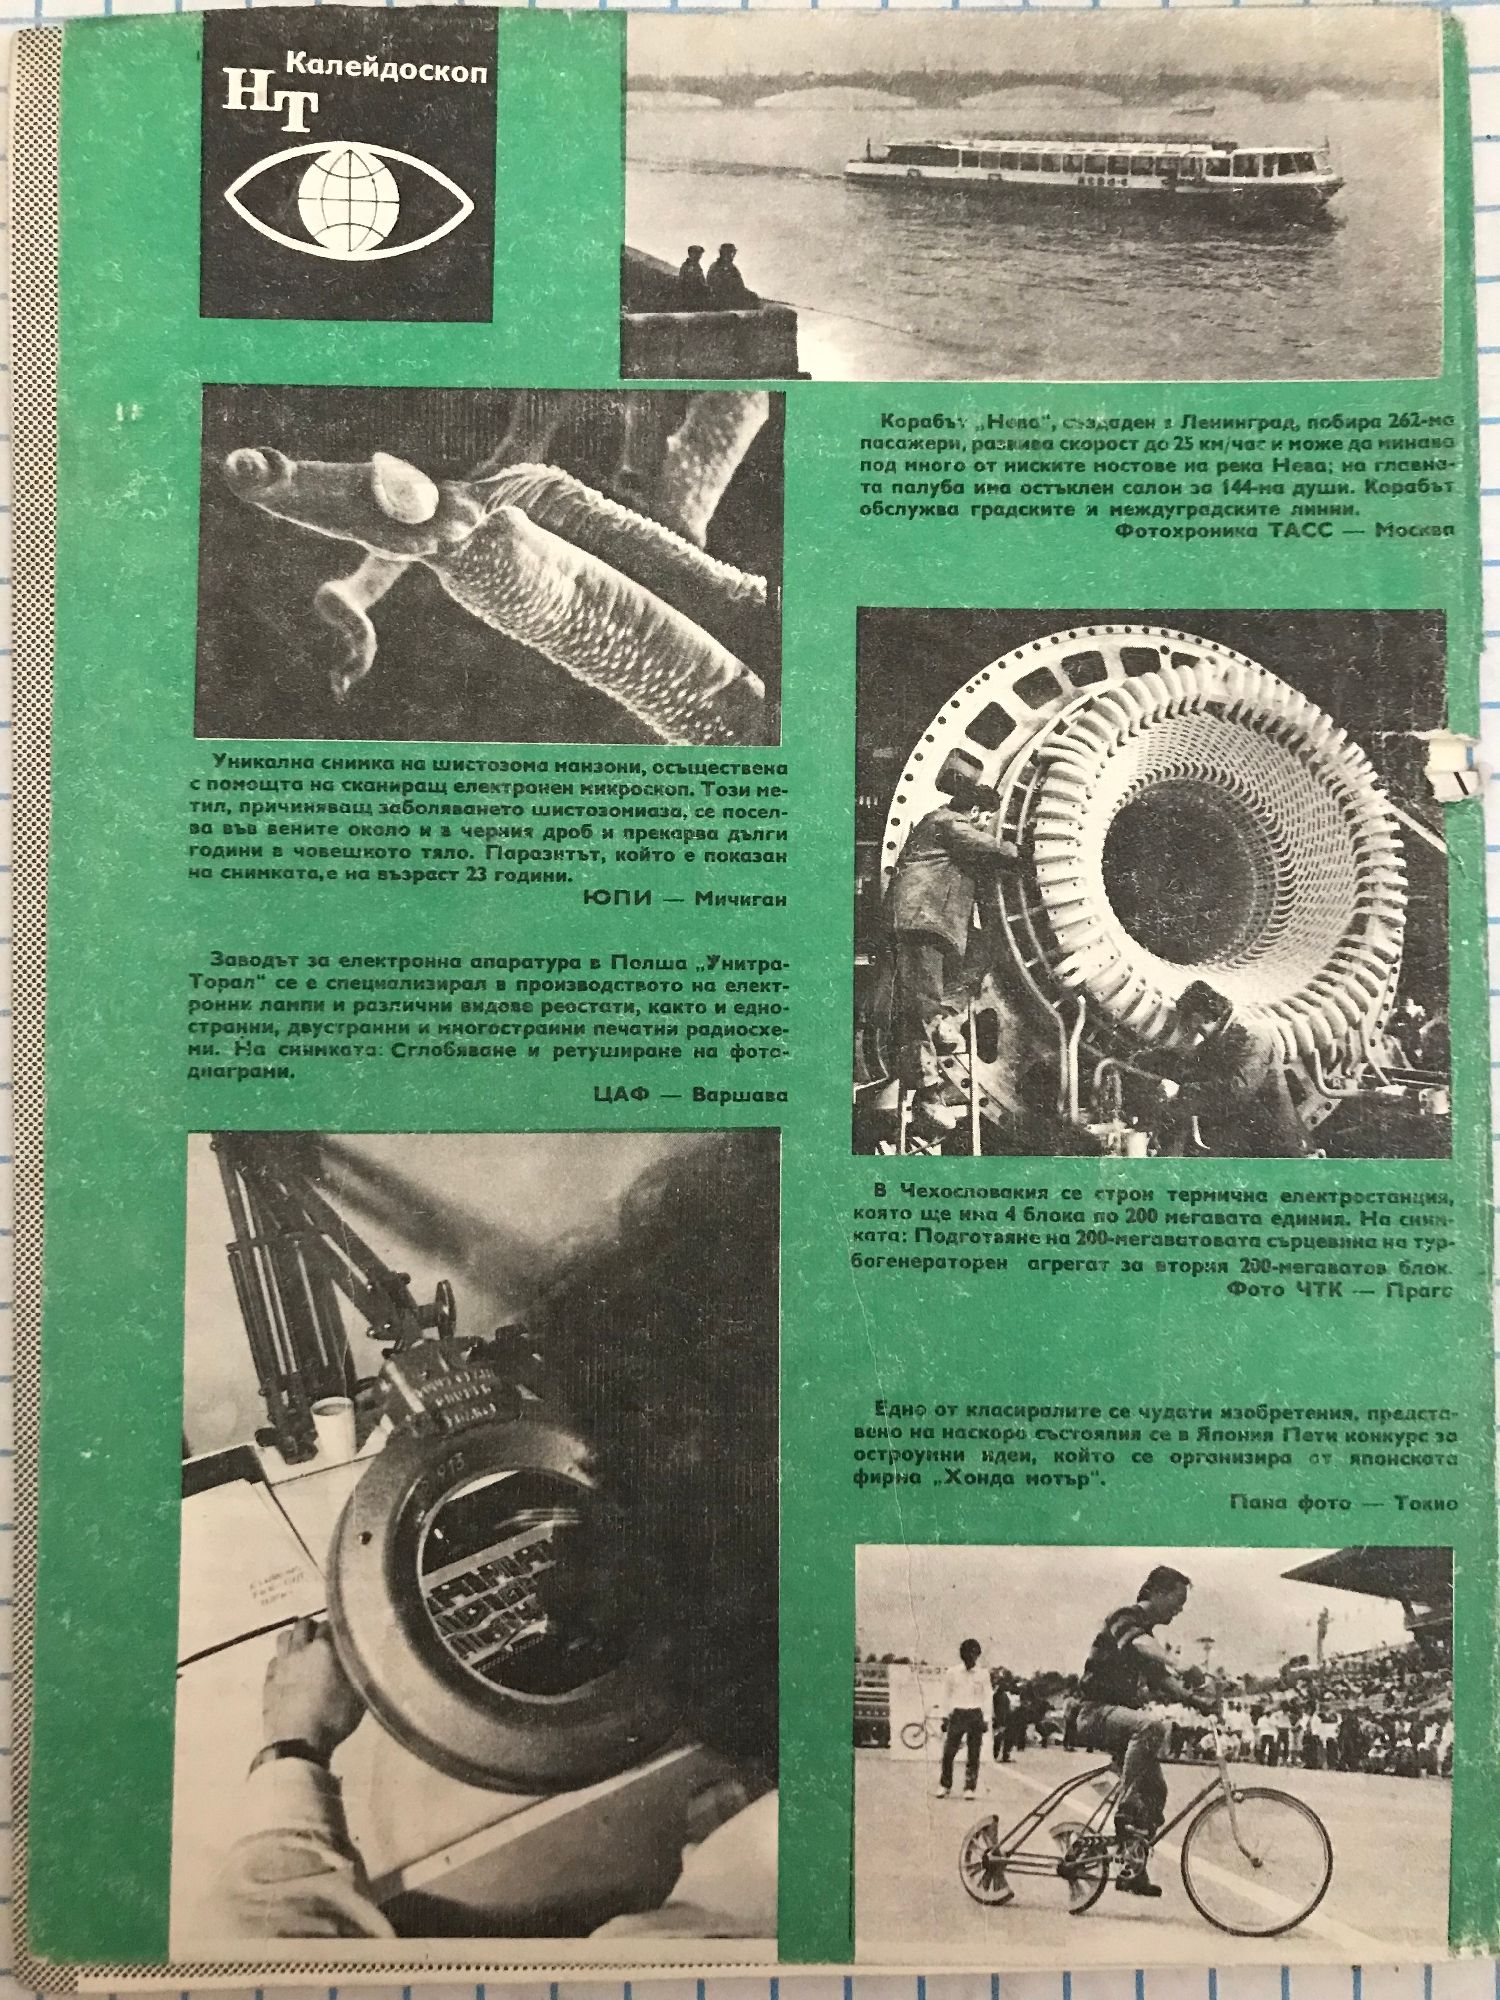 Калейдоскоп
НТ
НЕВА-4
Корабът „Нева“, създаден в Ленинград, побира 262-ма
пасажери, развива скорост до 25 км/час и може да минава
под много от ниските мостове на река Нева; на главна-
та палуба има остъклен салон за 144-ма души. Корабът
обслужва градските и междуградските линии.
Фотохроника ТАСС — Москва
Уникална снимка на шистозома манзони, осъществена
с помощта на сканиращ електронен микроскоп. Този ме-
тил, причиняващ заболяването шистозомиаза, се посел-
ва във вените около и в черния дроб и прекарва дълги
години в човешкото тяло. Паразитът, който е показан
на снимката, е на възраст 23 години.
ЮПИ — Мичиган
Заводът за електронна апаратура в Полша „Унитра-
Торал“ се е специализирал в производството на елект-
ронни лампи и различни видове реостати, както и едно-
странни, двустранни и многостранни печатни радиосхе-
ми. На снимката: Сглобяване и ретуширане на фото-
диаграми.
ЦАФ — Варшава
В Чехословакия се строи термична електростанция,
която ще има 4 блока по 200 мегавата единия. На сним-
ката: Подготвяне на 200-мегаватовата сърцевина на тур-
богенераторен агрегат за втория 200-мегаватов блок.
Фото ЧТК — Прага
Едно от класиралите се чудати изобретения, предста-
вено на наскоро състоялия се в Япония Пети конкурс за
остроумни идеи, който се организира от японската
фирма „Хонда мотър“.
Пана фото — Токио